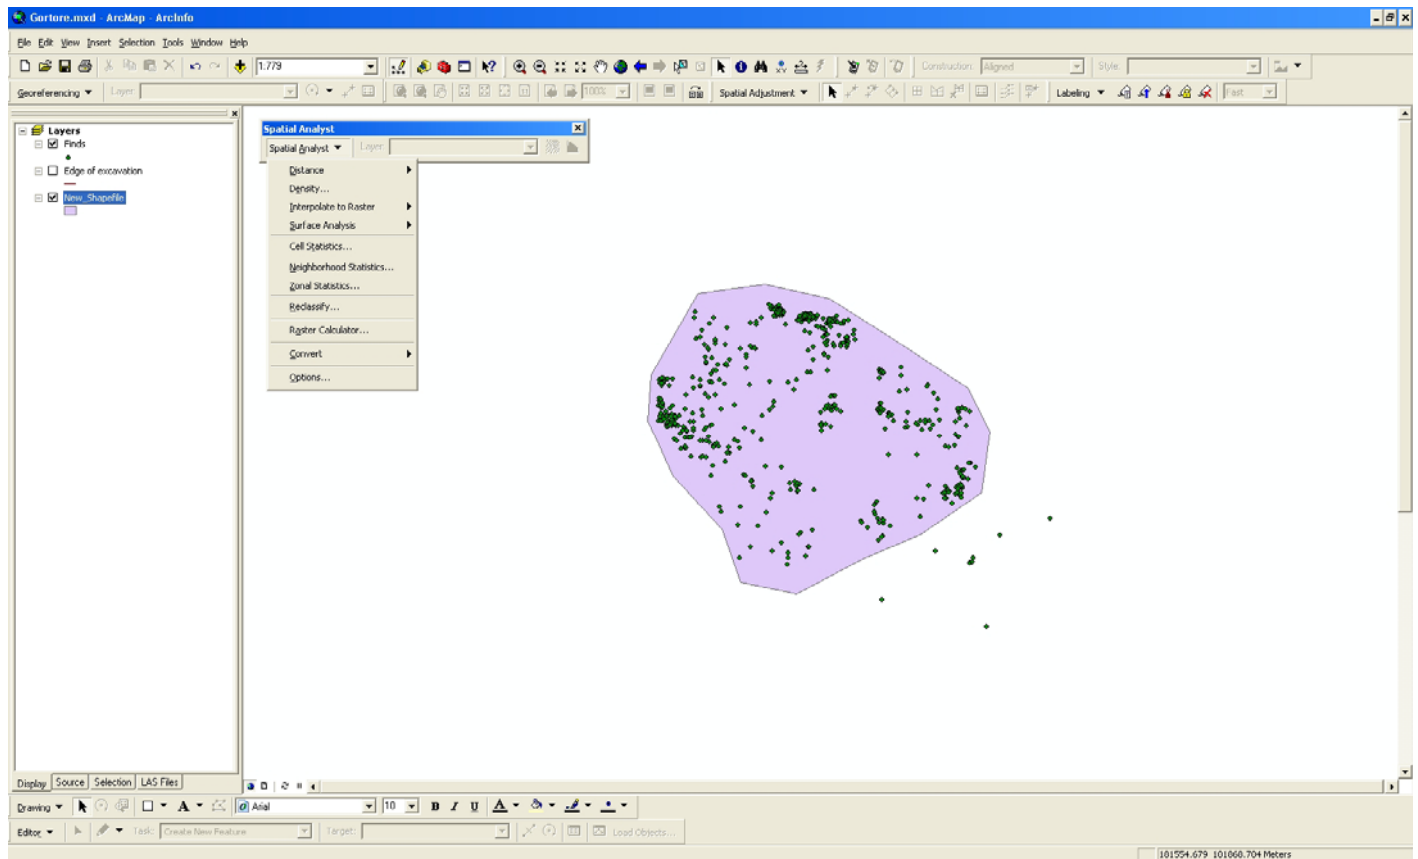 Gortore.mxd - ArcMap - ArcInfo
File Edit View Insert Selection Tools Window Help
1:779
Construction: Aligned Style:
Georeferencing Layer: 100% Spatial Adjustment Labeling Fast
Layers
Finds
Edge of excavation
New_Shapefile
Spatial Analyst
Spatial Analyst Layer:
Distance
Density...
Interpolate to Raster
Surface Analysis
Cell Statistics...
Neighborhood Statistics...
Zonal Statistics...
Reclassify...
Raster Calculator...
Convert
Options...
Display Source Selection LAS Files
Drawing A Arial 10 B I U A
Editor Task: Create New Feature Target: Load Objects...
101554.679 101060.704 Meters